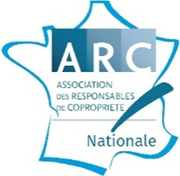 ARC
ASSOCIATION
DES RESPONSABLES
DE COPROPRIETE
Nationale